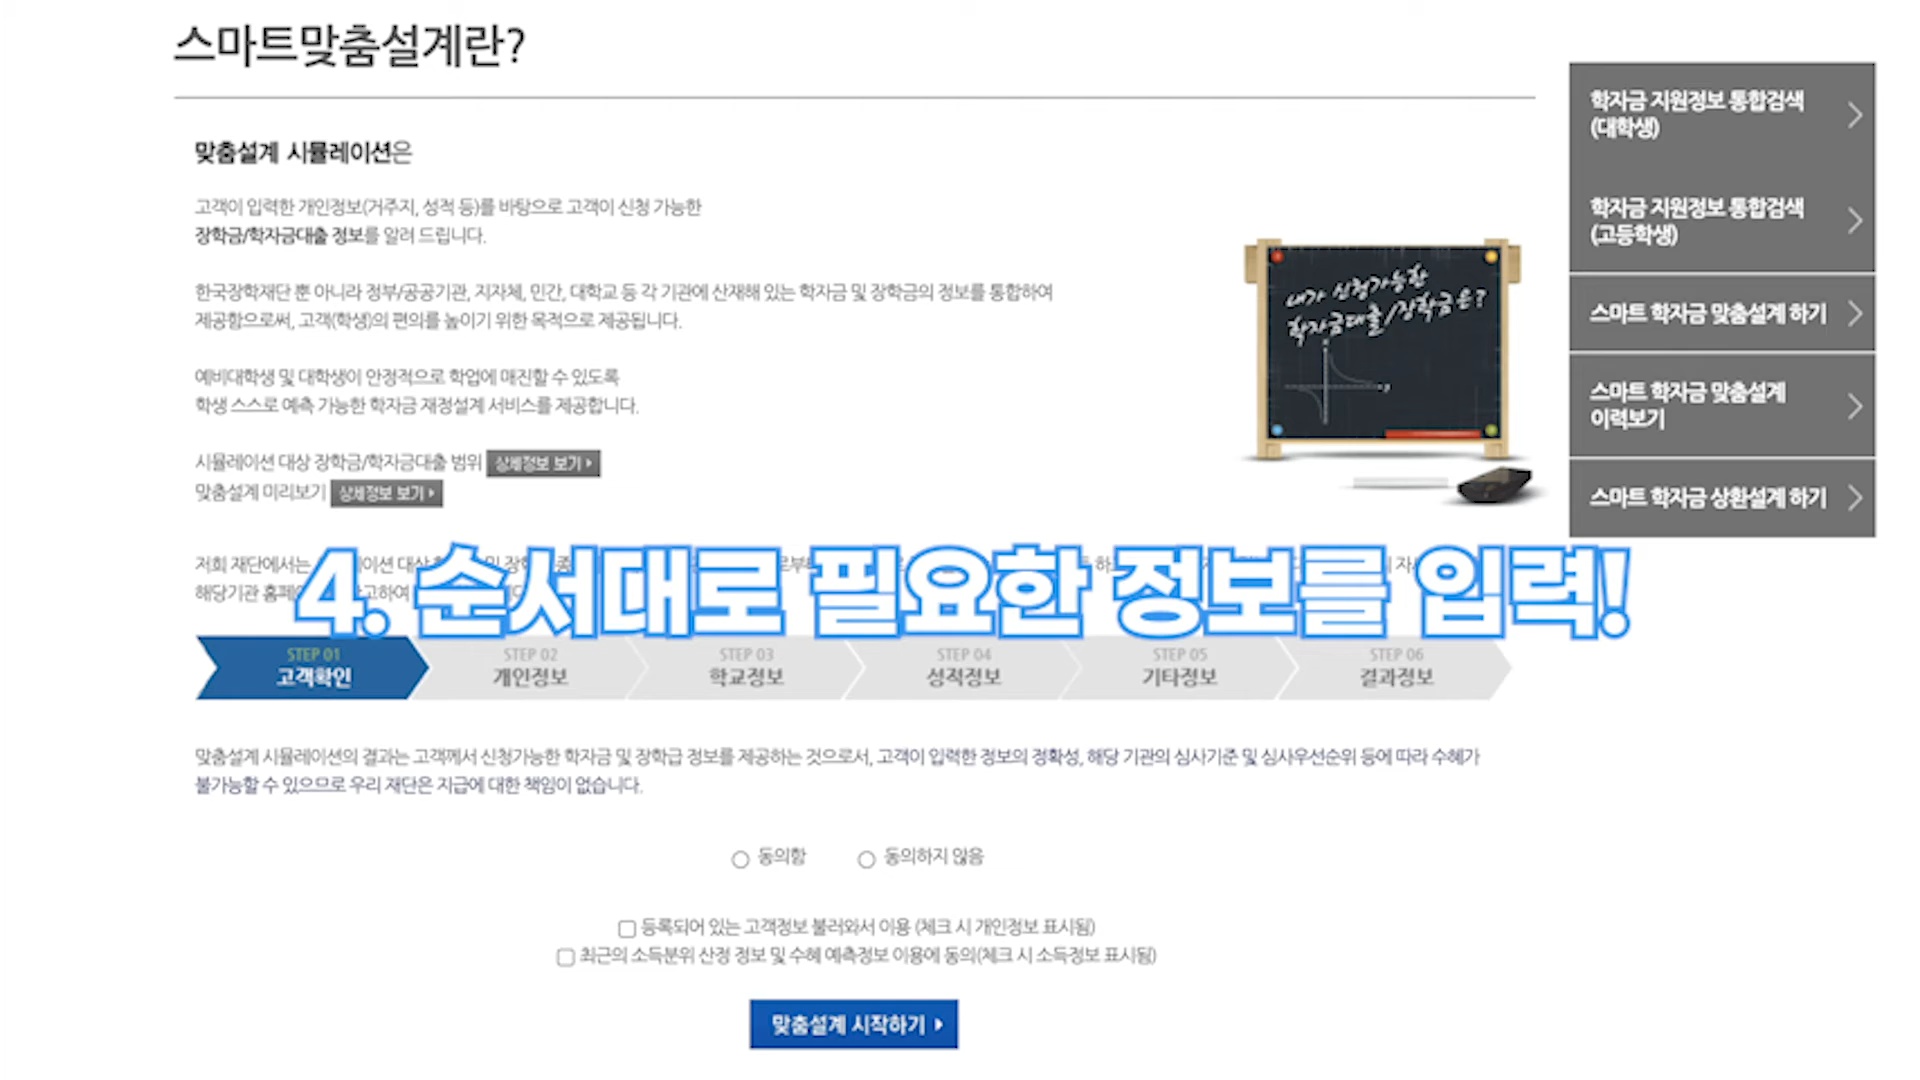 스마트맞춤설계란?
맞춤설계 시뮬레이션은
고객이 입력한 개인정보(거주지, 성적 등)를 바탕으로 고객이 신청 가능한
장학금/학자금대출 정보를 알려 드립니다.
한국장학재단 뿐 아니라 정부/공공기관, 지자체, 민간, 대학교 등 각 기관에 산재해 있는 학자금 및 장학금의 정보를 통합하여
제공함으로써, 고객(학생)의 편의를 높이기 위한 목적으로 제공됩니다.
예비대학생 및 대학생이 안정적으로 학업에 매진할 수 있도록
학생 스스로 예측 가능한 학자금 재정설계 서비스를 제공합니다.
시뮬레이션 대상 장학금/학자금대출 범위 상세정보 보기
맞춤설계 미리보기 상세정보 보기
내가 신청가능한
학자금대출/장학금은?
학자금 지원정보 통합검색
(대학생)
학자금 지원정보 통합검색
(고등학생)
스마트 학자금 맞춤설계 하기
스마트 학자금 맞춤설계
이력보기
스마트 학자금 상환설계 하기
저희 재단에서는
해당기관
4. 순서대로 필요한 정보를 입력!
STEP 01
고객확인
STEP 02
개인정보
STEP 03
학교정보
STEP 04
성적정보
STEP 05
기타정보
STEP 06
결과정보
맞춤설계 시뮬레이션의 결과는 고객께서 신청가능한 학자금 및 장학급 정보를 제공하는 것으로서, 고객이 입력한 정보의 정확성, 해당 기관의 심사기준 및 심사우선순위 등에 따라 수혜가
불가능할 수 있으므로 우리 재단은 지급에 대한 책임이 없습니다.
동의함 동의하지 않음
등록되어 있는 고객정보 불러와서 이용 (체크 시 개인정보 표시됨)
최근의 소득분위 산정 정보 및 수혜 예측정보 이용에 동의(체크 시 소득정보 표시됨)
맞춤설계 시작하기